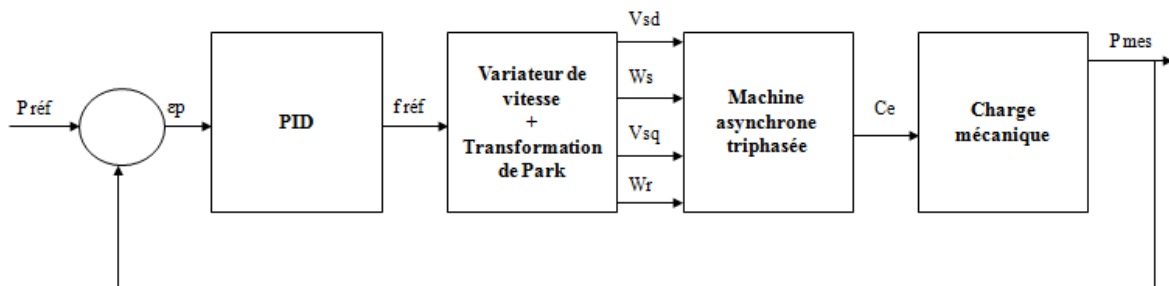 Préf
εp
PID
fréf
Variateur de
vitesse
+
Transformation
de Park
Vsd
Ws
Vsq
Wr
Machine
asynchrone
triphasée
Ce
Charge
mécanique
Pmes